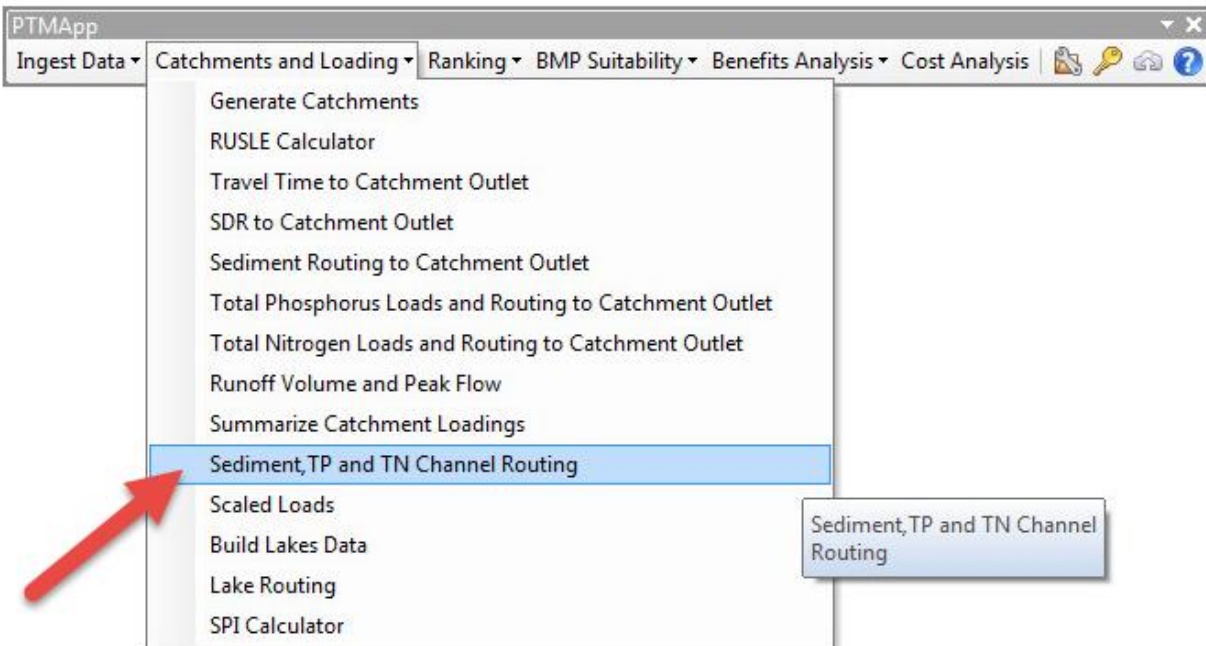 PTMApp
Ingest Data Catchments and Loading Ranking BMP Suitability Benefits Analysis Cost Analysis
Generate Catchments
RUSLE Calculator
Travel Time to Catchment Outlet
SDR to Catchment Outlet
Sediment Routing to Catchment Outlet
Total Phosphorus Loads and Routing to Catchment Outlet
Total Nitrogen Loads and Routing to Catchment Outlet
Runoff Volume and Peak Flow
Summarize Catchment Loadings
Sediment,TP and TN Channel Routing
Scaled Loads
Sediment,TP and TN Channel
Routing
Build Lakes Data
Lake Routing
SPI Calculator